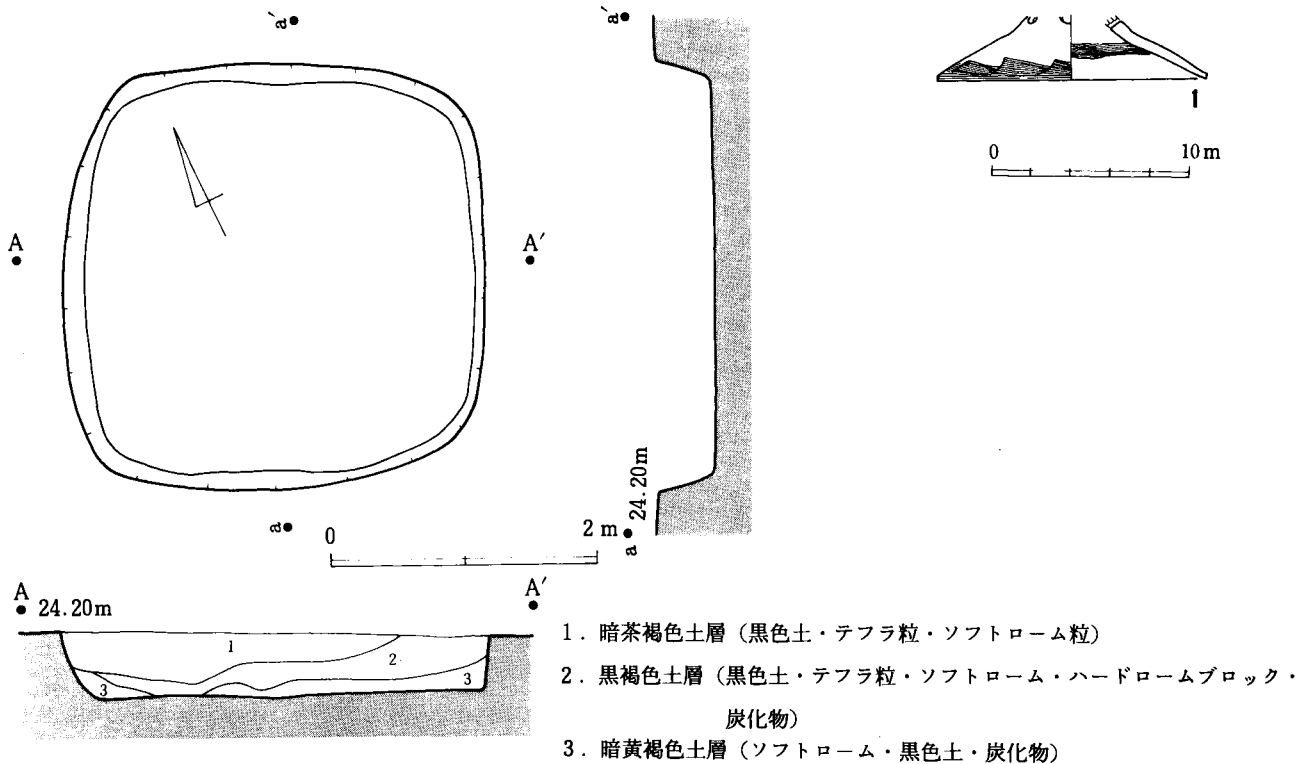 a′
a′
1
0 10m
A A′
24.20m
a
a
0 2 m
A A′
24.20m
1
2
3
3
1. 暗茶褐色土層（黒色土・テフラ粒・ソフトローム粒）
2. 黒褐色土層（黒色土・テフラ粒・ソフトローム・ハードロームブロック・
炭化物）
3. 暗黄褐色土層（ソフトローム・黒色土・炭化物）